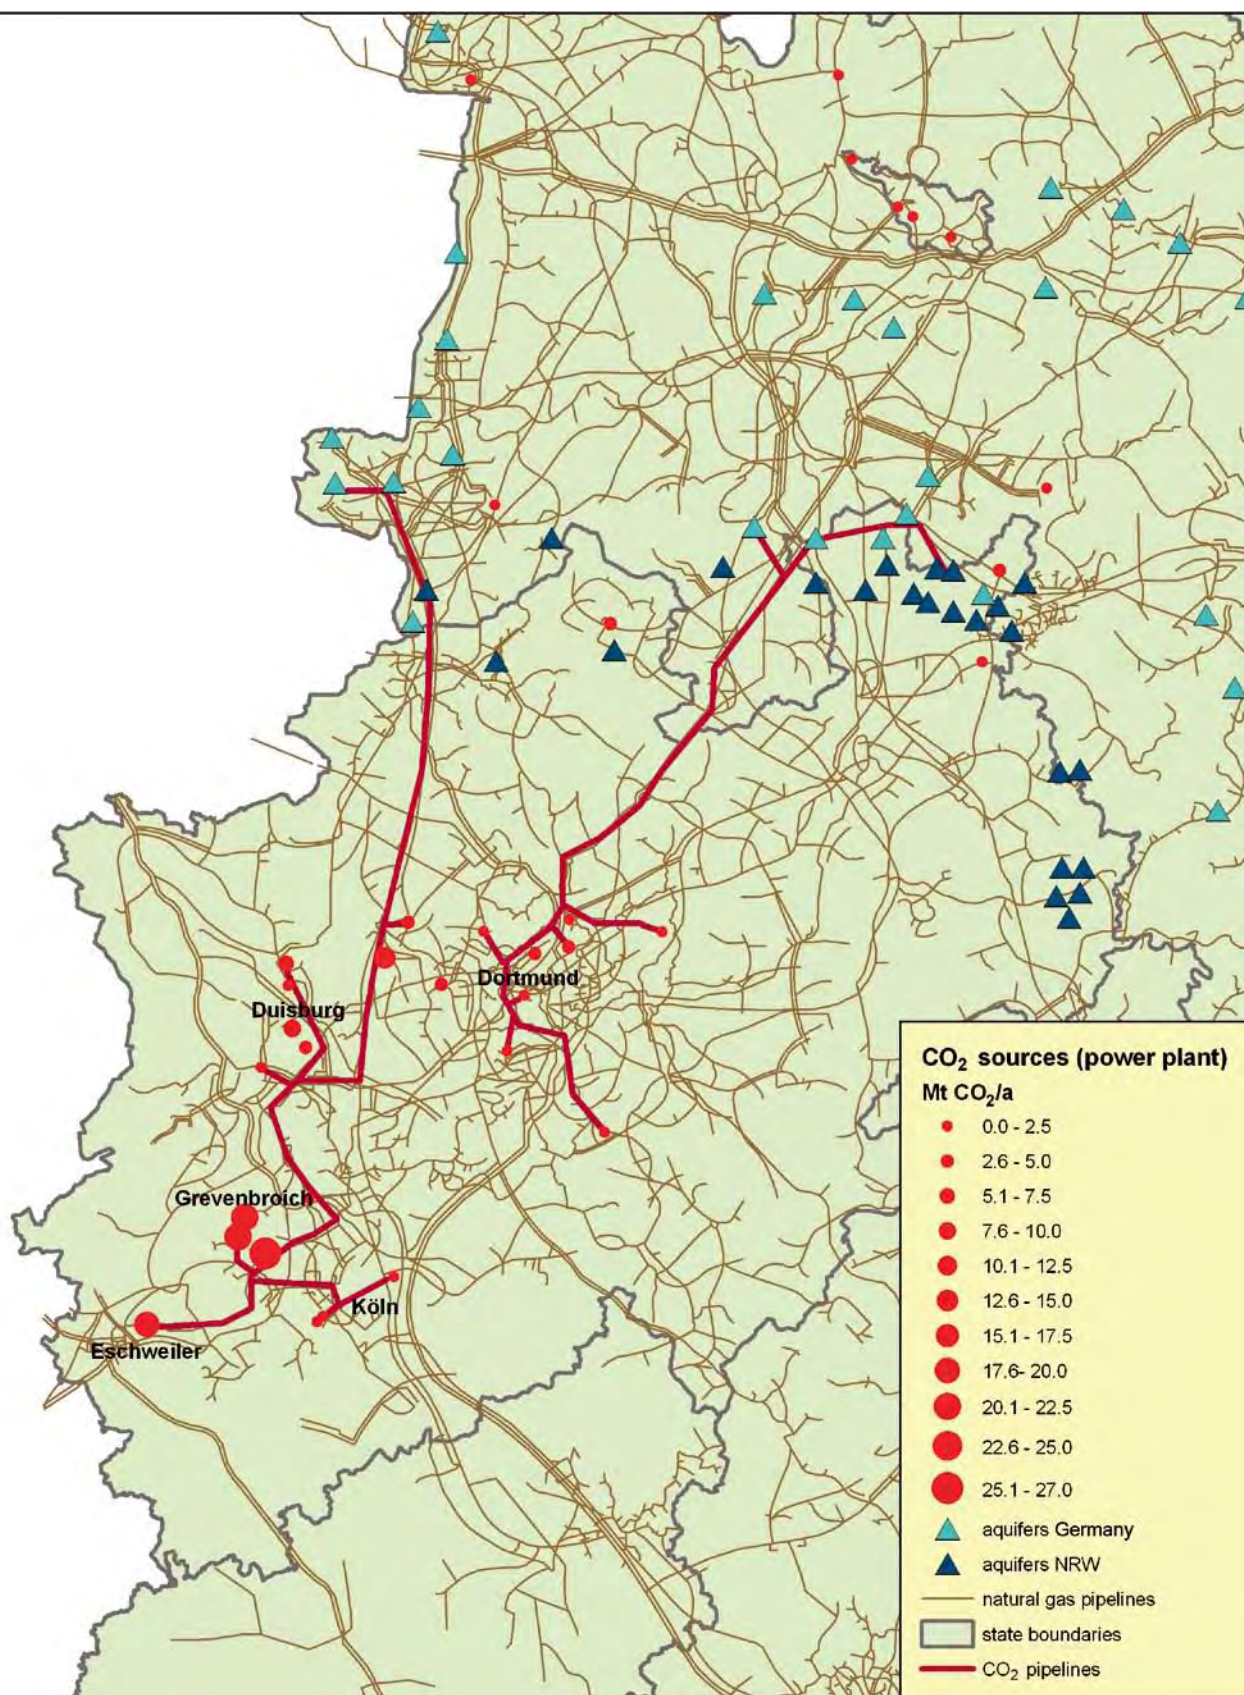 Dortmund
Duisburg
Grevenbroich
Köln
Eschweiler
CO₂ sources (power plant)
Mt CO₂/a
0.0 - 2.5
2.6 - 5.0
5.1 - 7.5
7.6 - 10.0
10.1 - 12.5
12.6 - 15.0
15.1 - 17.5
17.6- 20.0
20.1 - 22.5
22.6 - 25.0
25.1 - 27.0
aquifers Germany
aquifers NRW
natural gas pipelines
state boundaries
CO₂ pipelines